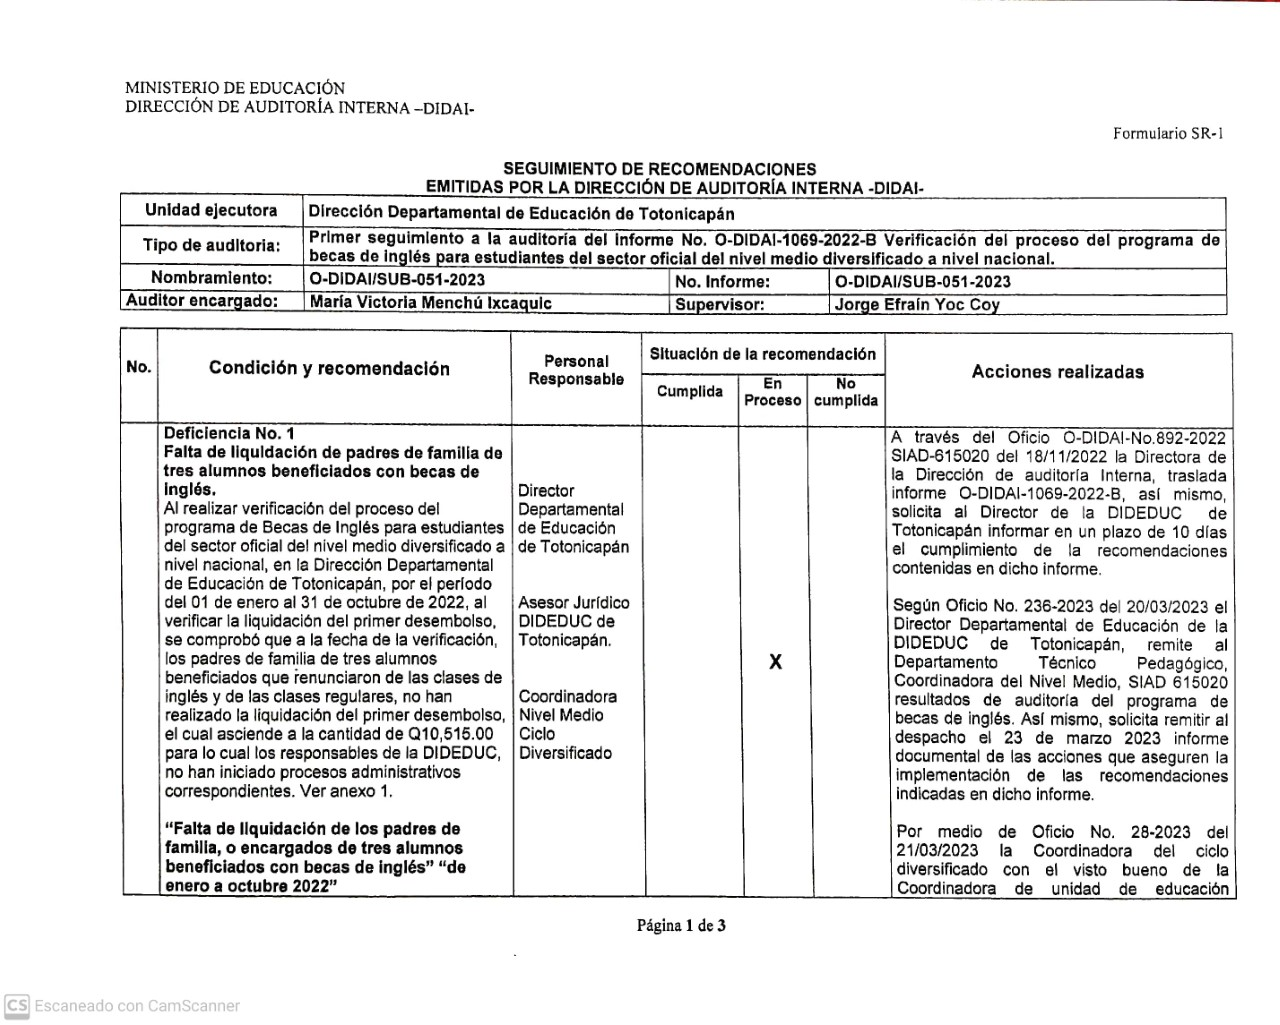 MINISTERIO DE EDUCACIÓN
DIRECCIÓN DE AUDITORÍA INTERNA –DIDAI-
Formulario SR-1
SEGUIMIENTO DE RECOMENDACIONES
EMITIDAS POR LA DIRECCIÓN DE AUDITORÍA INTERNA -DIDAI-
Unidad ejecutora
Dirección Departamental de Educación de Totonicapán
Tipo de auditoria:
Primer seguimiento a la auditoría del Informe No. O-DIDAI-1069-2022-B Verificación del proceso del programa de
becas de inglés para estudiantes del sector oficial del nivel medio diversificado a nivel nacional.
Nombramiento:
O-DIDAI/SUB-051-2023
No. Informe:
O-DIDAI/SUB-051-2023
Auditor encargado:
María Victoria Menchú Ixcaquic
Supervisor:
Jorge Efraín Yoc Coy
No.
Condición y recomendación
Personal
Responsable
Situación de la recomendación
Cumplida
En
Proceso
No
cumplida
Acciones realizadas
Deficiencia No. 1
Falta de liquidación de padres de familia de
tres alumnos beneficiados con becas de
inglés.
Al realizar verificación del proceso del
programa de Becas de Inglés para estudiantes
del sector oficial del nivel medio diversificado a
nivel nacional, en la Dirección Departamental
de Educación de Totonicapán, por el período
del 01 de enero al 31 de octubre de 2022, al
verificar la liquidación del primer desembolso,
se comprobó que a la fecha de la verificación,
los padres de familia de tres alumnos
beneficiados que renunciaron de las clases de
inglés y de las clases regulares, no han
realizado la liquidación del primer desembolso,
el cual asciende a la cantidad de Q10,515.00
para lo cual los responsables de la DIDEDUC,
no han iniciado procesos administrativos
correspondientes. Ver anexo 1.
“Falta de liquidación de los padres de
familia, o encargados de tres alumnos
beneficiados con becas de inglés” “de
enero a octubre 2022”
Director
Departamental
de Educación
de Totonicapán
Asesor Jurídico
DIDEDUC de
Totonicapán.
Coordinadora
Nivel Medio
Ciclo
Diversificado
X
A través del Oficio O-DIDAI-No.892-2022
SIAD-615020 del 18/11/2022 la Directora de
la Dirección de auditoría Interna, traslada
informe O-DIDAI-1069-2022-B, así mismo,
solicita al Director de la DIDEDUC de
Totonicapán informar en un plazo de 10 días
el cumplimiento de la recomendaciones
contenidas en dicho informe.
Según Oficio No. 236-2023 del 20/03/2023 el
Director Departamental de Educación de la
DIDEDUC de Totonicapán, remite al
Departamento Técnico Pedagógico,
Coordinadora del Nivel Medio, SIAD 615020
resultados de auditoría del programa de
becas de inglés. Así mismo, solicita remitir al
despacho el 23 de marzo 2023 informe
documental de las acciones que aseguren la
implementación de las recomendaciones
indicadas en dicho informe.
Por medio de Oficio No. 28-2023 del
21/03/2023 la Coordinadora del ciclo
diversificado con el visto bueno de la
Coordinadora de unidad de educación
Página 1 de 3
CS Escaneado con CamScanner